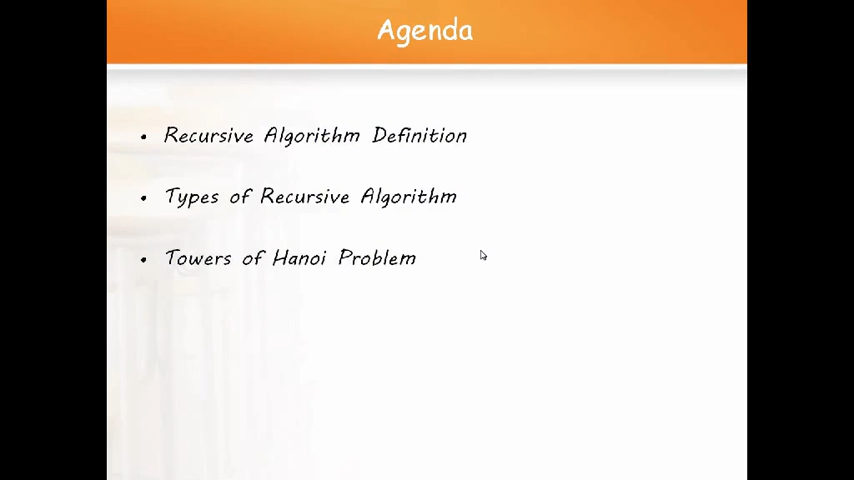 Agenda
• Recursive Algorithm Definition
• Types of Recursive Algorithm
• Towers of Hanoi Problem